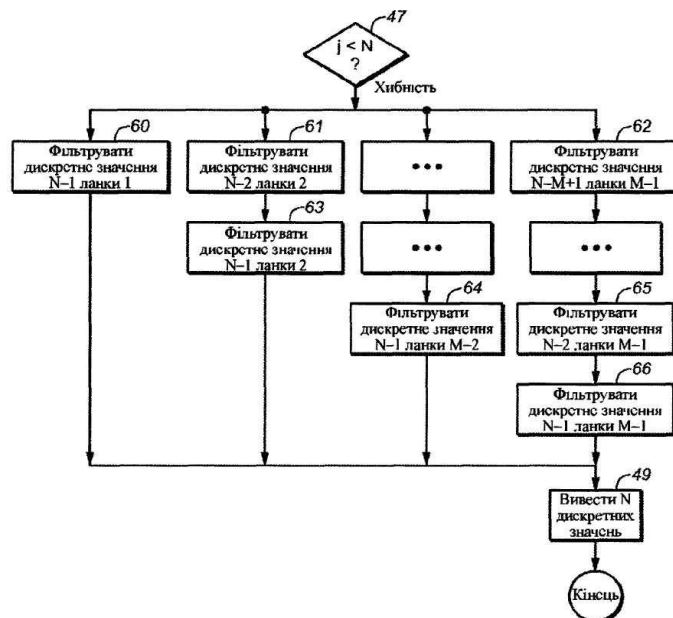 47
j < N
?
Хибність
60
Фільтрувати
дискретне значення
N–1 ланки 1
61
Фільтрувати
дискретне значення
N–2 ланки 2
•••
62
Фільтрувати
дискретне значення
N–M+1 ланки M–1
63
Фільтрувати
дискретне значення
N–1 ланки 2
•••
•••
64
Фільтрувати
дискретне значення
N–1 ланки M–2
65
Фільтрувати
дискретне значення
N–2 ланки M–1
66
Фільтрувати
дискретне значення
N–1 ланки M–1
49
Вивести N
дискретних
значень
Кінець